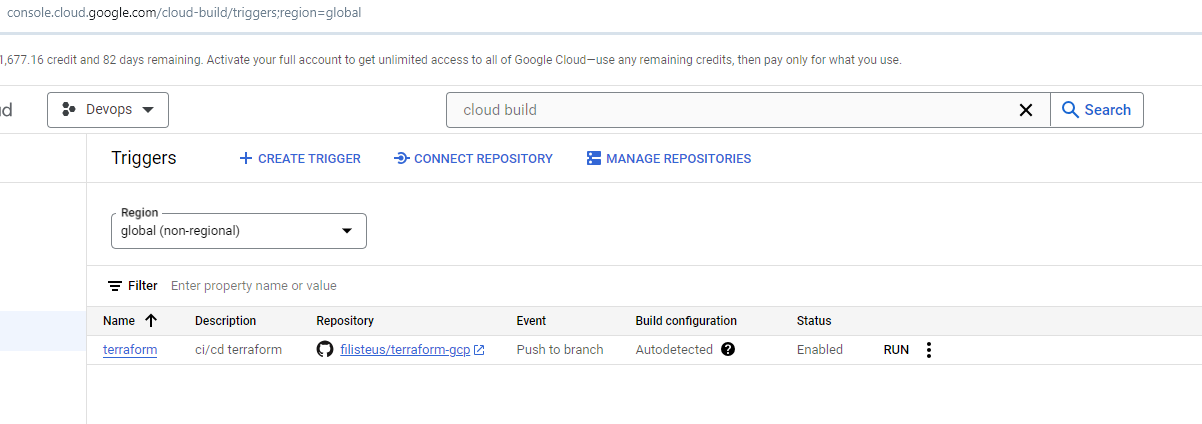 console.cloud.google.com/cloud-build/triggers;region=global
1,677.16 credit and 82 days remaining. Activate your full account to get unlimited access to all of Google Cloud—use any remaining credits, then pay only for what you use.
ud Devops cloud build Search
Triggers CREATE TRIGGER CONNECT REPOSITORY MANAGE REPOSITORIES
Region
global (non-regional)
Filter Enter property name or value
Name Description Repository Event Build configuration Status
terraform ci/cd terraform filisteus/terraform-gcp Push to branch Autodetected Enabled RUN